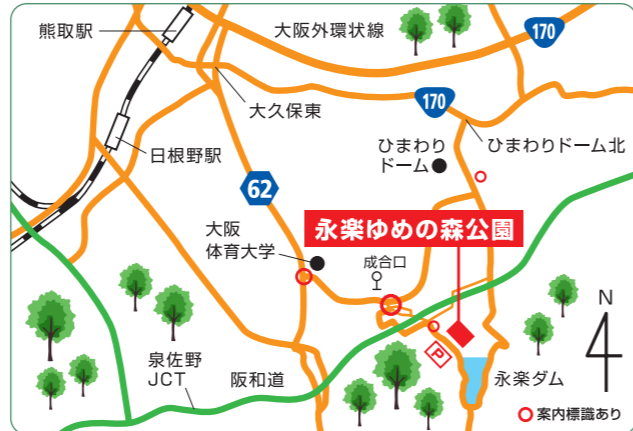 熊取駅
大阪外環状線
170
大久保東
170
日根野駅
ひまわり
ドーム
ひまわりドーム北
62
永楽ゆめの森公園
大阪
体育大学
成合口
N
P
泉佐野
JCT
阪和道
永楽ダム
案内標識あり